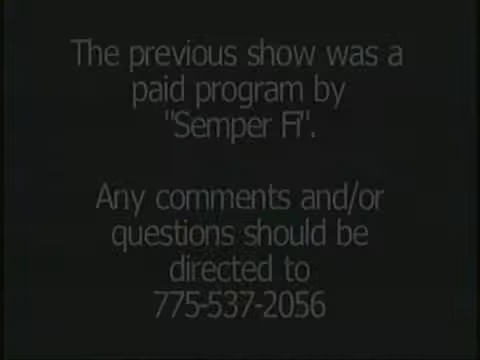 The previous show was a
paid program by
"Semper Fi".
Any comments and/or
questions should be
directed to
775-537-2056